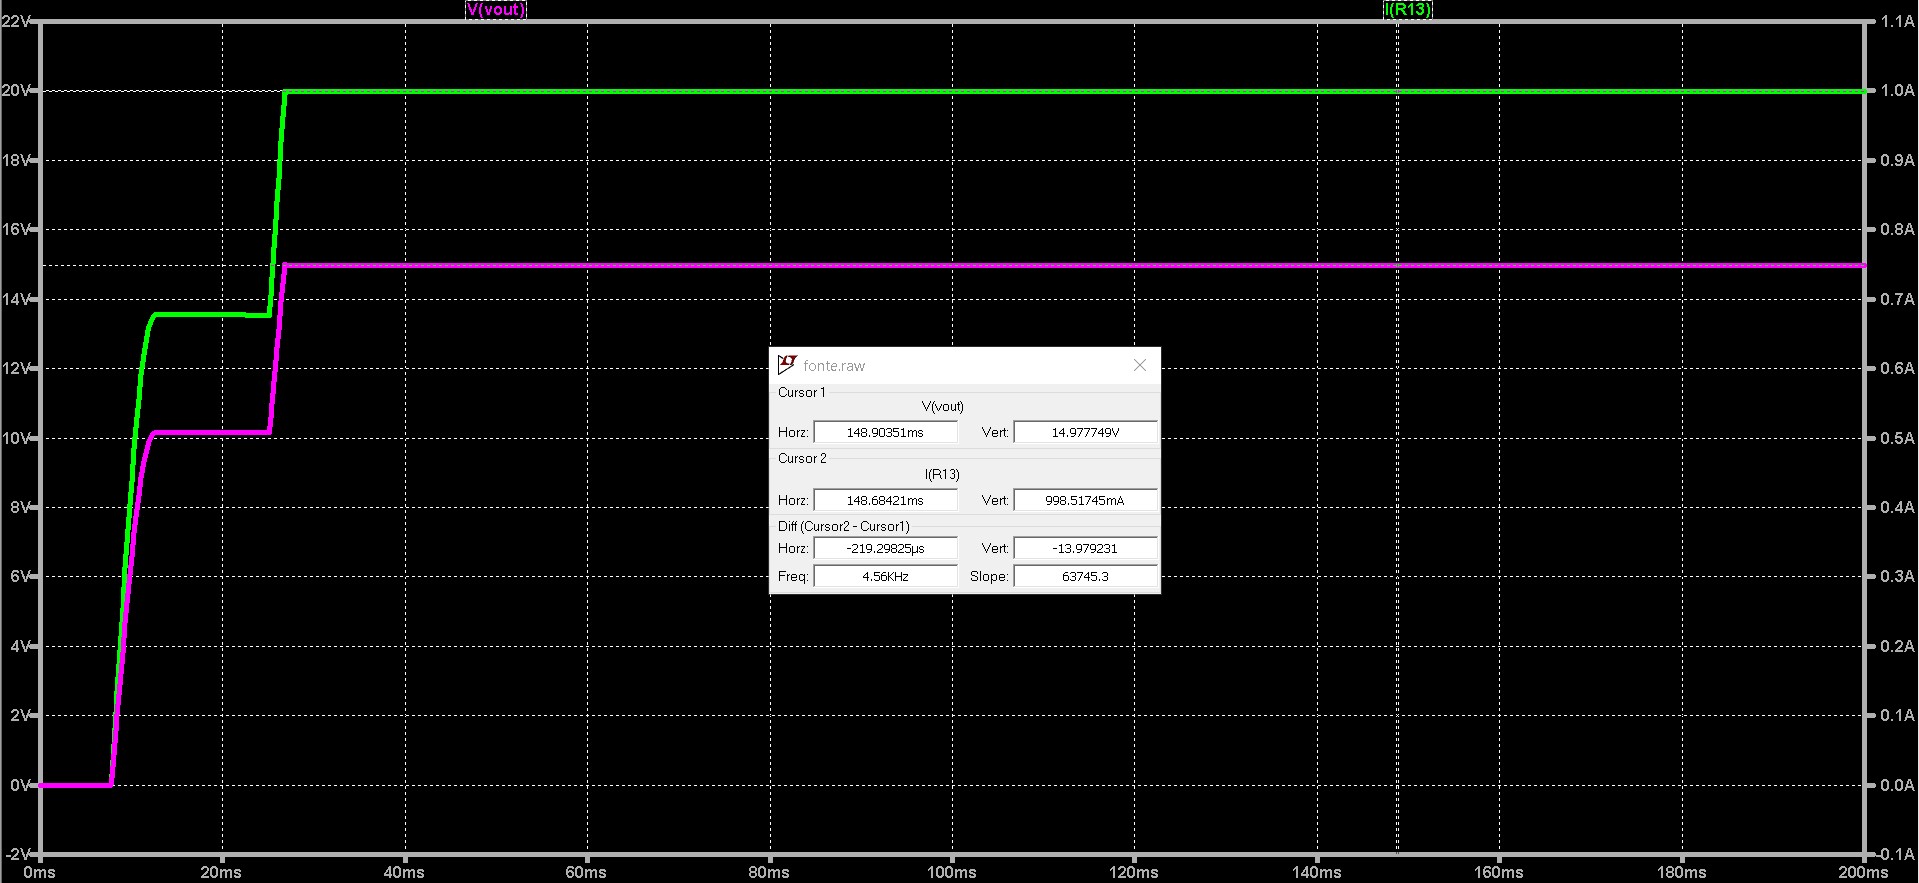 V(vout) I(R13)
22V 1.1A
20V 1.0A
18V 0.9A
16V 0.8A
14V 0.7A
12V 0.6A
10V 0.5A
8V 0.4A
6V 0.3A
4V 0.2A
2V 0.1A
0V 0.0A
-2V -0.1A
0ms 20ms 40ms 60ms 80ms 100ms 120ms 140ms 160ms 180ms 200ms
fonte.raw
Cursor 1
V(vout)
Horz: 148.90351ms Vert: 14.977749V
Cursor 2
I(R13)
Horz: 148.68421ms Vert: 998.51745mA
Diff (Cursor2 - Cursor1)
Horz: -219.29825µs Vert: -13.979231
Freq: 4.56KHz Slope: 63745.3